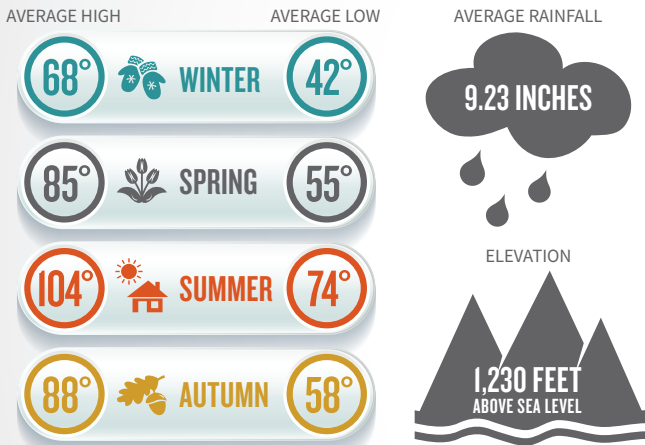 AVERAGE HIGH
AVERAGE LOW
68° WINTER 42°
85° SPRING 55°
104° SUMMER 74°
88° AUTUMN 58°
AVERAGE RAINFALL
9.23 INCHES
ELEVATION
1,230 FEET
ABOVE SEA LEVEL